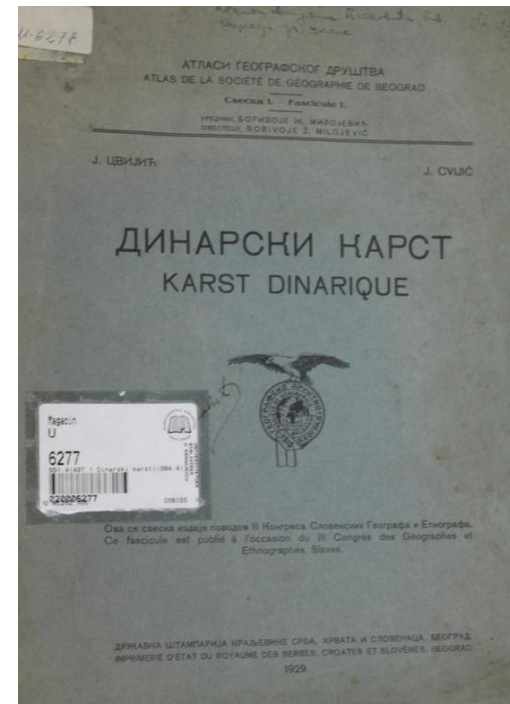 U-6277
АТЛАСИ ГЕОГРАФСКОГ ДРУШТВА
ATLAS DE LA SOCIÉTÉ DE GÉOGRAPHIE DE BEOGRAD
Свеска 1. – Fascicule 1.
УРЕДНИК, БОРИВОЈЕ Ж. МИЛОЈЕВИЋ
DIRECTEUR, BORIVOJE Ž. MILOJEVIĆ
Ј. ЦВИЈИЋ
J. CVIJIĆ
ДИНАРСКИ КАРСТ
KARST DINARIQUE
Magacin
U
6277
020006277
COBISS
Ова се свеска издаје поводом III Конгреса Словенских Географа и Етнографа.
Ce fascicule est publié à l'occasion du III Congrès des Géographes et
Ethnographes Slaves.
ДРЖАВНА ШТАМПАРИЈА КРАЉЕВИНЕ СРБА, ХРВАТА И СЛОВЕНАЦА, БЕОГРАД
IMPRIMERIE D'ÉTAT DU ROYAUME DES SERBES, CROATES ET SLOVÈNES, BEOGRAD
1929.